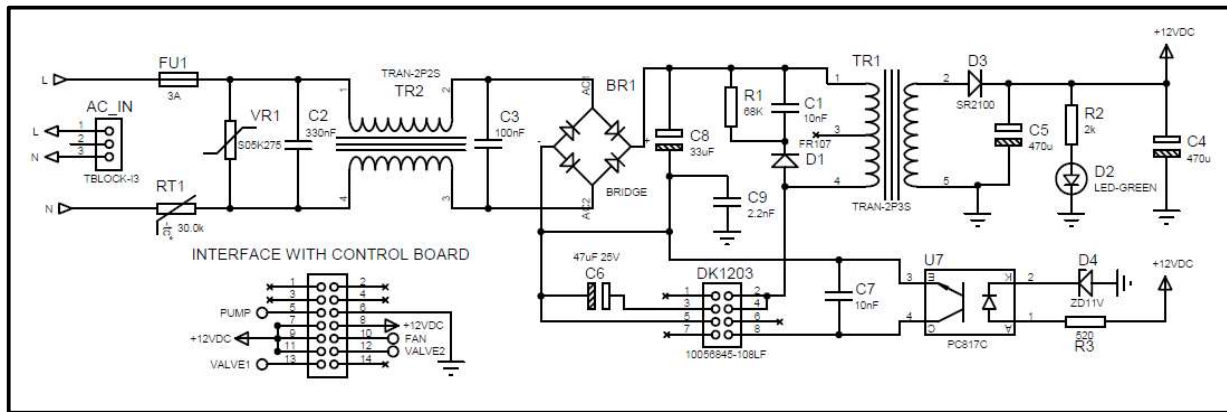 +12VDC
FU1
3A
L
TRAN-2P2S
TR2
1
2
AC1
BR1
TR1
1
2
D3
SR2100
AC_IN
L
N
1
2
3
TBLOCK-I3
VR1
S05K275
C2
330nF
C3
100nF
-
+
BRIDGE
AC2
R1
68K
C1
10nF
C8
33uF
3
FR107
D1
4
5
TRAN-2P3S
C5
470u
R2
2k
C4
470u
D2
LED-GREEN
RT1
N
-tc°
30.0k
4
3
C9
2.2nF
INTERFACE WITH CONTROL BOARD
47uF 25V
C6
DK1203
1
2
3
4
5
6
7
8
10056845-108LF
C7
10nF
U7
3
E
K
2
4
C
A
1
PC817C
D4
ZD11V
+12VDC
520
R3
1
2
3
4
PUMP
5
6
7
8
+12VDC
+12VDC
9
10
FAN
11
12
VALVE2
VALVE1
13
14